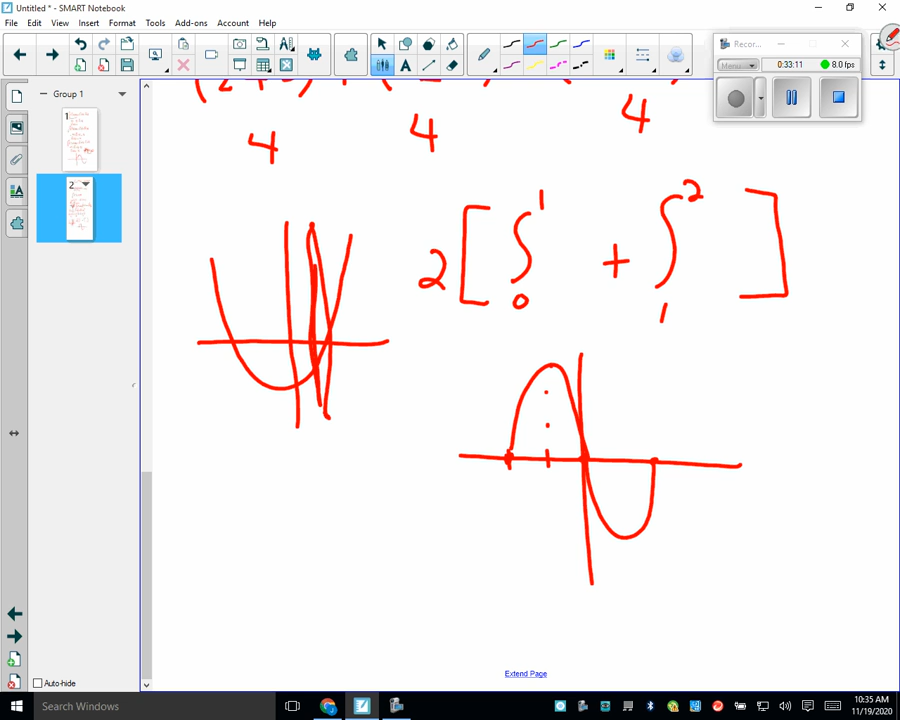 Untitled * - SMART Notebook
File Edit View Insert Format Tools Add-ons Account Help
Recor...
Menu
0:33:11 8.0 fps
Group 1
1
2
4 4 4
2 [ ∫₀¹ + ∫₁² ]
Extend Page
Auto-hide
Search Windows
10:35 AM
11/19/2020